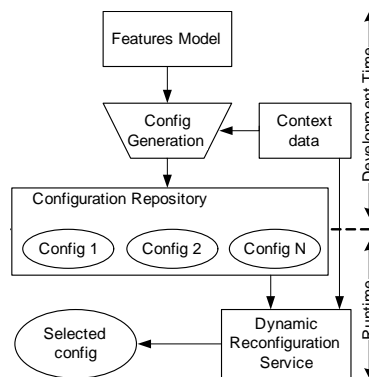 Features Model
Config
Generation
Context
data
Configuration Repository
Config 1
Config 2
Config N
Selected
config
Dynamic
Reconfiguration
Service
Development Time
Runtime